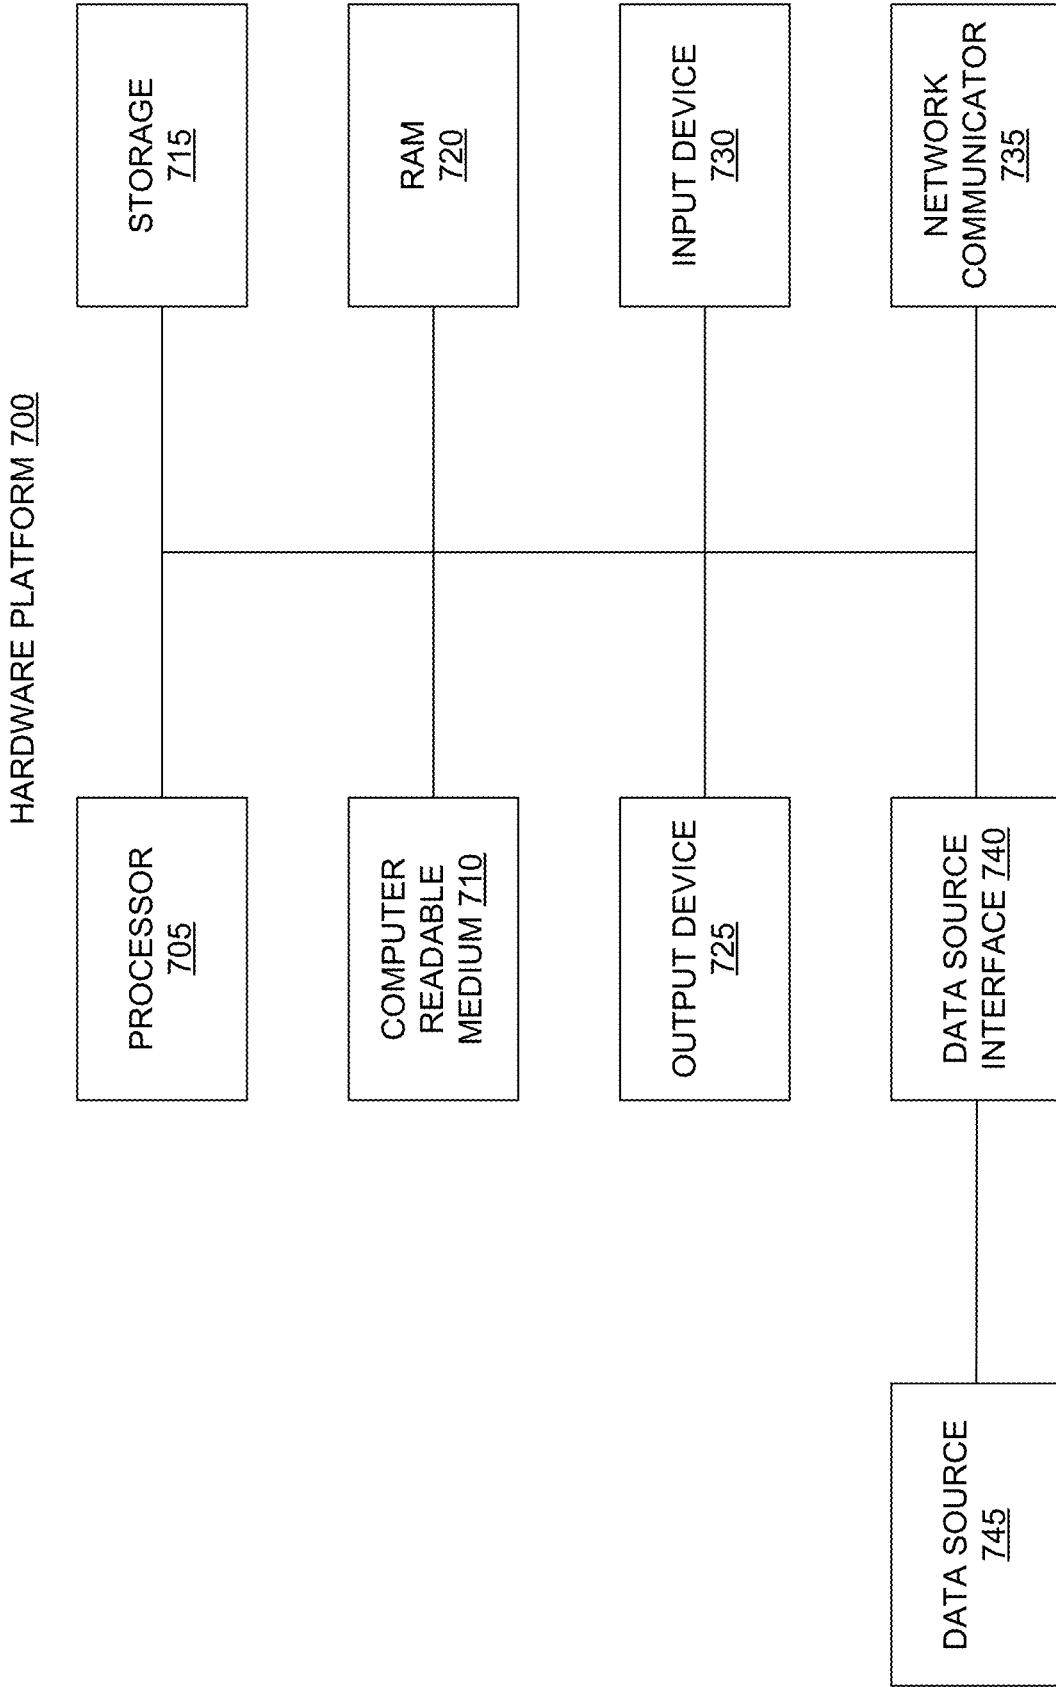 HARDWARE PLATFORM 700
PROCESSOR
705
STORAGE
715
COMPUTER
READABLE
MEDIUM 710
RAM
720
OUTPUT DEVICE
725
INPUT DEVICE
730
DATA SOURCE
745
DATA SOURCE
INTERFACE 740
NETWORK
COMMUNICATOR
735